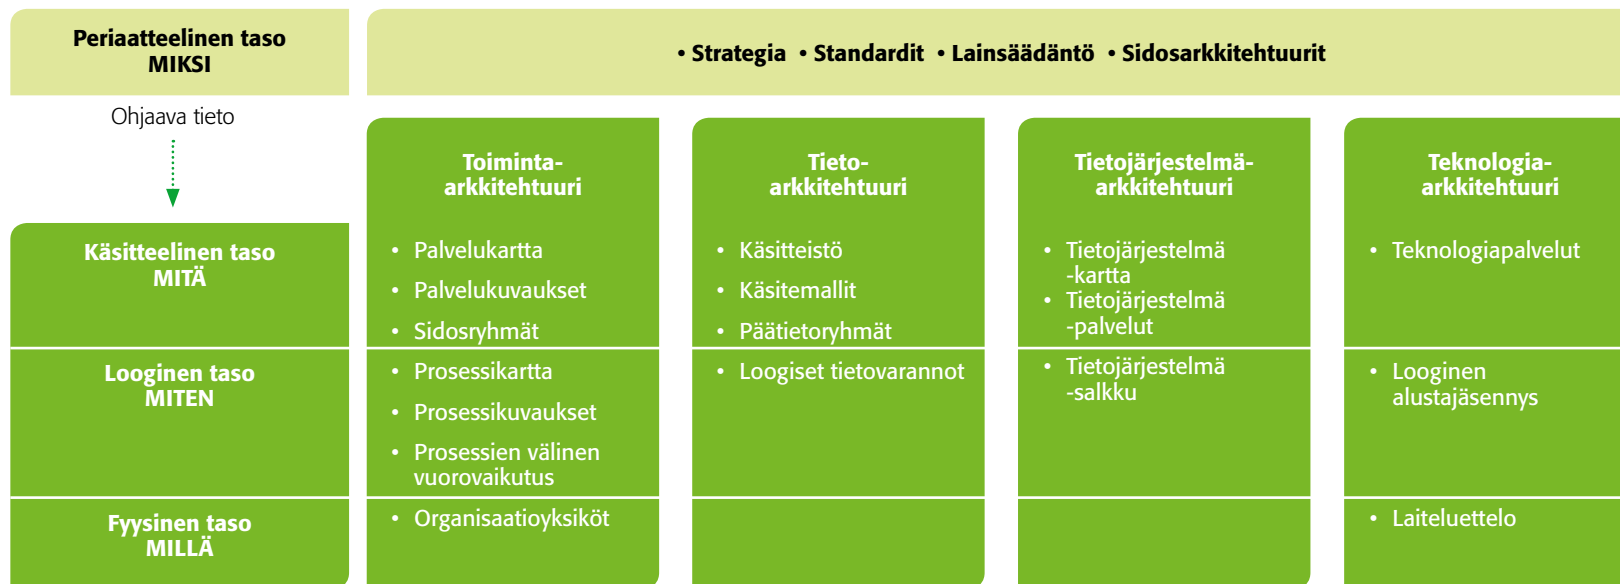 Periaatteelinen taso
MIKSI
• Strategia • Standardit • Lainsäädäntö • Sidosarkkitehtuurit
Ohjaava tieto
Toiminta-
arkkitehtuuri
Tieto-
arkkitehtuuri
Tietojärjestelmä-
arkkitehtuuri
Teknologia-
arkkitehtuuri
Käsitteelinen taso
MITÄ
• Palvelukartta
• Palvelukuvaukset
• Sidosryhmät
• Käsitteistö
• Käsitemallit
• Päätietoryhmät
• Tietojärjestelmä
-kartta
• Tietojärjestelmä
-palvelut
• Teknologiapalvelut
Looginen taso
MITEN
• Prosessikartta
• Prosessikuvaukset
• Prosessien välinen
vuorovaikutus
• Loogiset tietovarannot
• Tietojärjestelmä
-salkku
• Looginen
alustajäsennys
Fyysinen taso
MILLÄ
• Organisaatioyksiköt
• Laiteluettelo